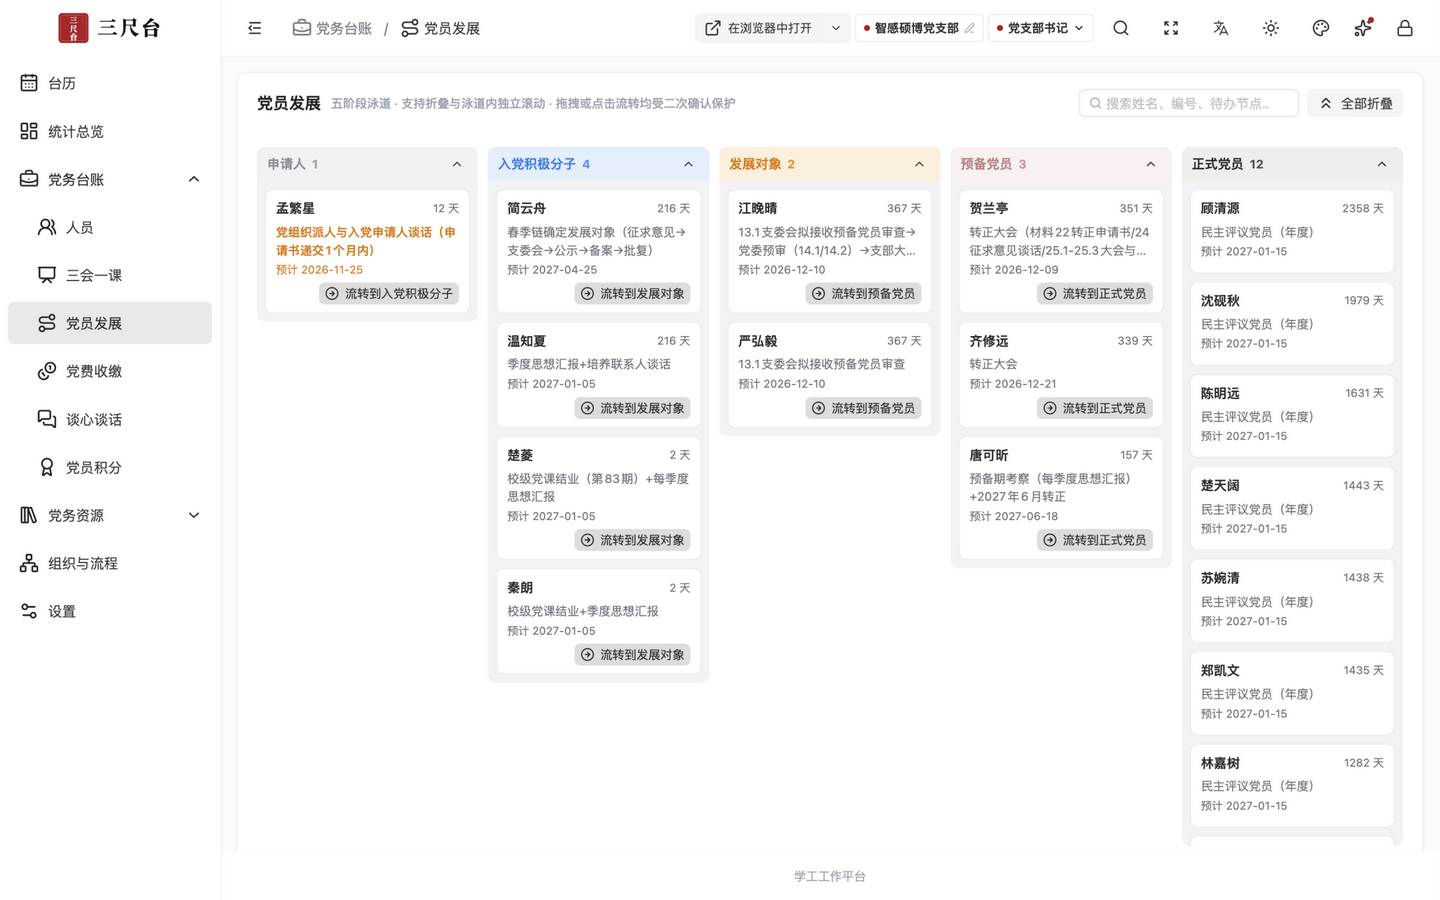 三尺台
三尺台
台历
统计总览
党务台账
人员
三会一课
党员发展
党费收缴
谈心谈话
党员积分
党务资源
组织与流程
设置
党务台账 / 党员发展
在浏览器中打开
智感硕博党支部
党支部书记
党员发展 五阶段泳道 · 支持折叠与泳道内独立滚动 · 拖拽或点击流转均受二次确认保护
搜索姓名、编号、待办节点..
全部折叠
申请人 1
孟繁星 12 天
党组织派人与入党申请人谈话（申
请书递交1个月内）
预计 2026-11-25
流转到入党积极分子
入党积极分子 4
简云舟 216 天
春季链确定发展对象（征求意见→
支委会→公示→备案→批复）
预计 2027-04-25
流转到发展对象
温知夏 216 天
季度思想汇报+培养联系人谈话
预计 2027-01-05
流转到发展对象
楚菱 2 天
校级党课结业（第83期）+每季度
思想汇报
预计 2027-01-05
流转到发展对象
秦朗 2 天
校级党课结业+季度思想汇报
预计 2027-01-05
流转到发展对象
发展对象 2
江晚晴 367 天
13.1支委会拟接收预备党员审查→
党委预审（14.1/14.2）→支部大...
预计 2026-12-10
流转到预备党员
严弘毅 367 天
13.1支委会拟接收预备党员审查
预计 2026-12-10
流转到预备党员
预备党员 3
贺兰亭 351 天
转正大会（材料22转正申请书/24
征求意见谈话/25.1-25.3大会与...
预计 2026-12-09
流转到正式党员
齐修远 339 天
转正大会
预计 2026-12-21
流转到正式党员
唐可昕 157 天
预备期考察（每季度思想汇报）
+2027年6月转正
预计 2027-06-18
流转到正式党员
正式党员 12
顾清源 2358 天
民主评议党员（年度）
预计 2027-01-15
沈砚秋 1979 天
民主评议党员（年度）
预计 2027-01-15
陈明远 1631 天
民主评议党员（年度）
预计 2027-01-15
楚天阔 1443 天
民主评议党员（年度）
预计 2027-01-15
苏婉清 1438 天
民主评议党员（年度）
预计 2027-01-15
郑凯文 1435 天
民主评议党员（年度）
预计 2027-01-15
林嘉树 1282 天
民主评议党员（年度）
预计 2027-01-15
学工工作平台